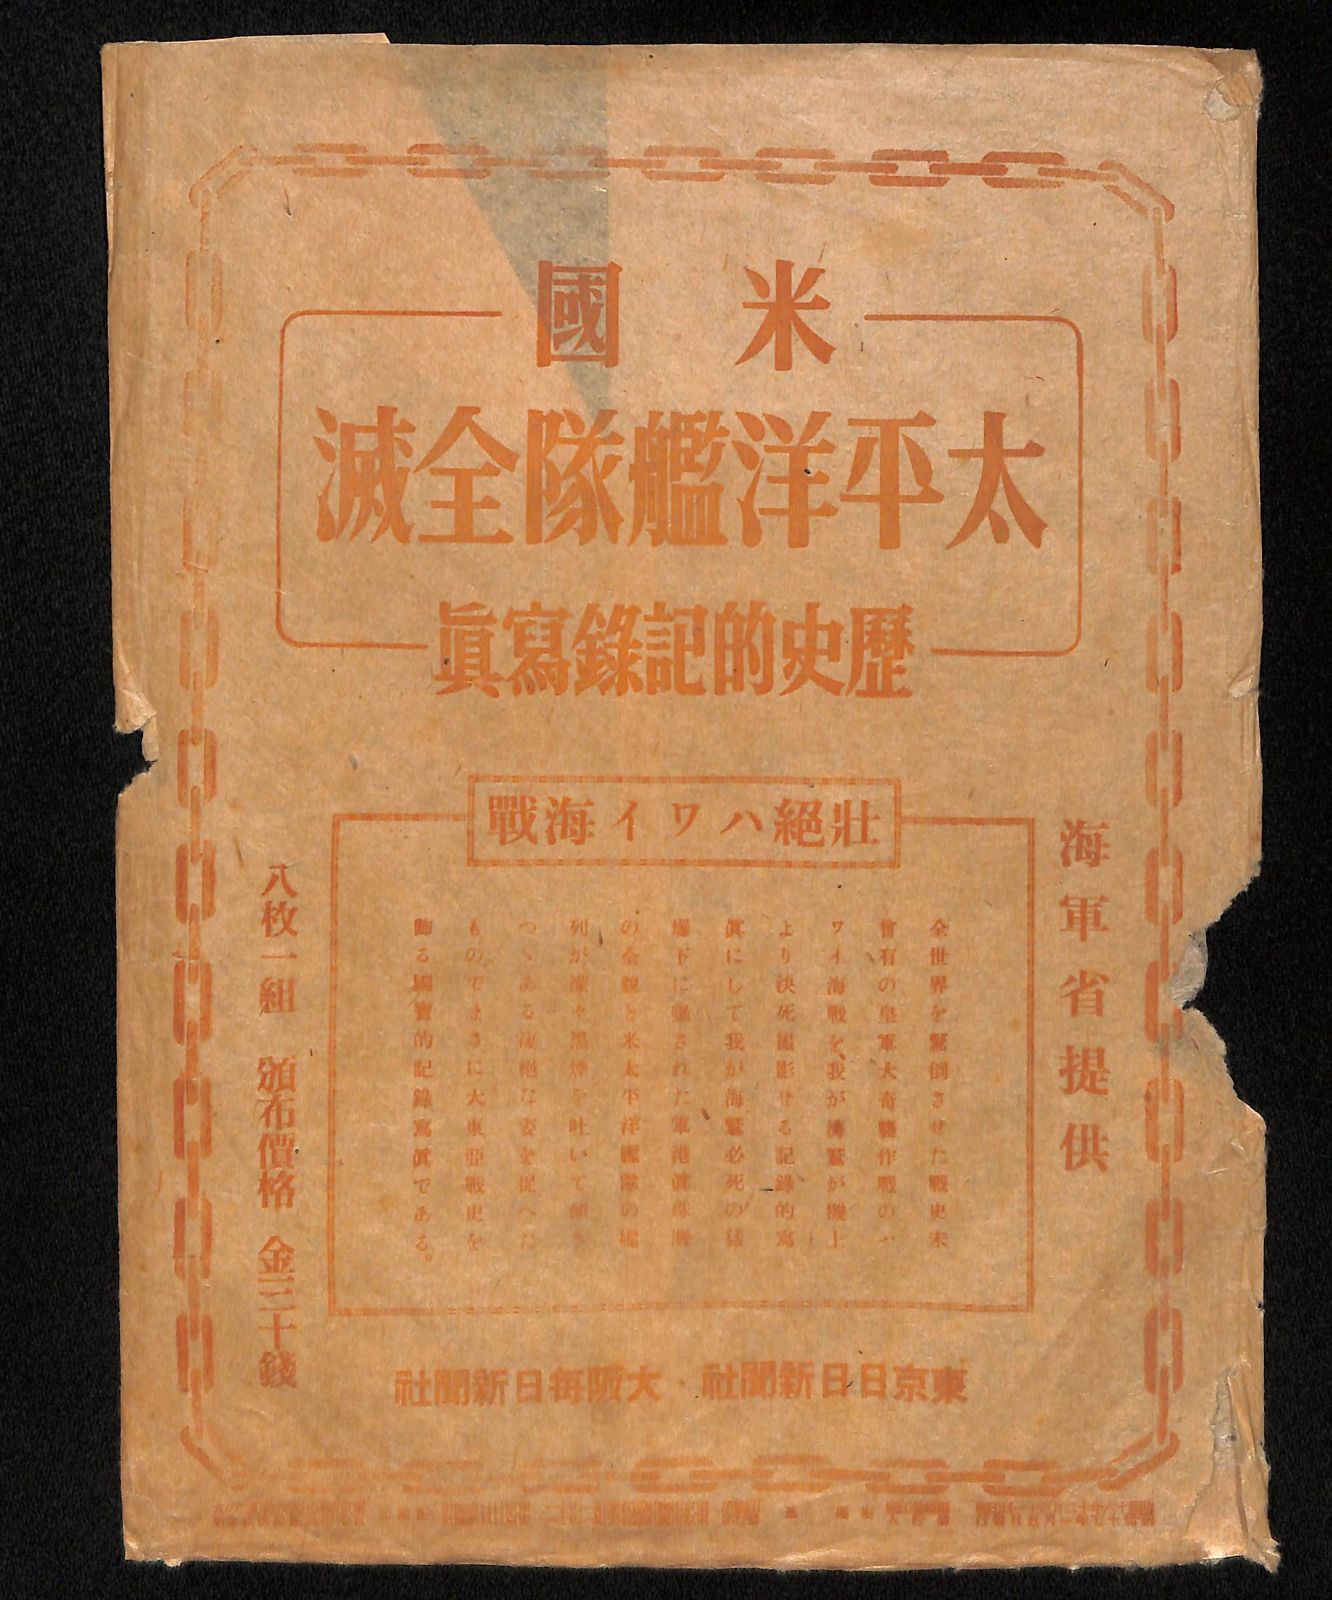 米國
太平洋艦隊全滅
歷史的記錄寫眞
海軍省提供
壯絕ハワイ海戰
全世界を驚倒させた戰史未
曾有の皇軍大奇襲作戰のハ
ワイ海戰を我が海鷲が機上
より決死撮影せる記錄的寫
眞にして我が海鷲必死の猛
爆下に曝された軍港眞珠灣
の全貌と米太平洋艦隊の艦
列が濛々黑煙を吐いて傾き
つゝある凄絕な姿を捉へた
ものでまさに大東亞戰史を
飾る國寶的記錄寫眞である。
八枚一組 頒布價格 金三十錢
東京日日新聞社・大阪每日新聞社